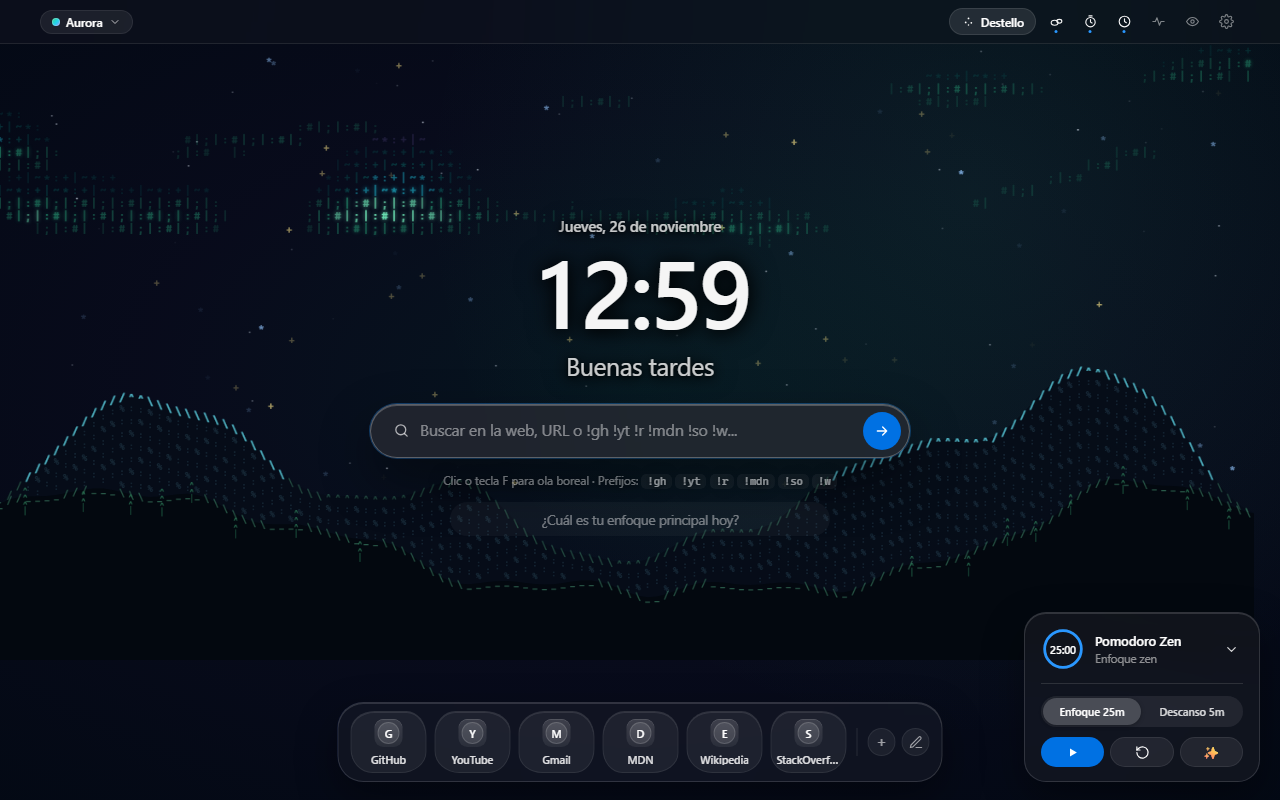 Aurora
Destello
Jueves, 26 de noviembre
12:59
Buenas tardes
Buscar en la web, URL o !gh !yt !r !mdn !so !w...
Clic o tecla F para ola boreal · Prefijos: !gh !yt !r !mdn !so !w
¿Cuál es tu enfoque principal hoy?
25:00
Pomodoro Zen
Enfoque zen
Enfoque 25m Descanso 5m
G Y M D E S
GitHub YouTube Gmail MDN Wikipedia StackOverf...